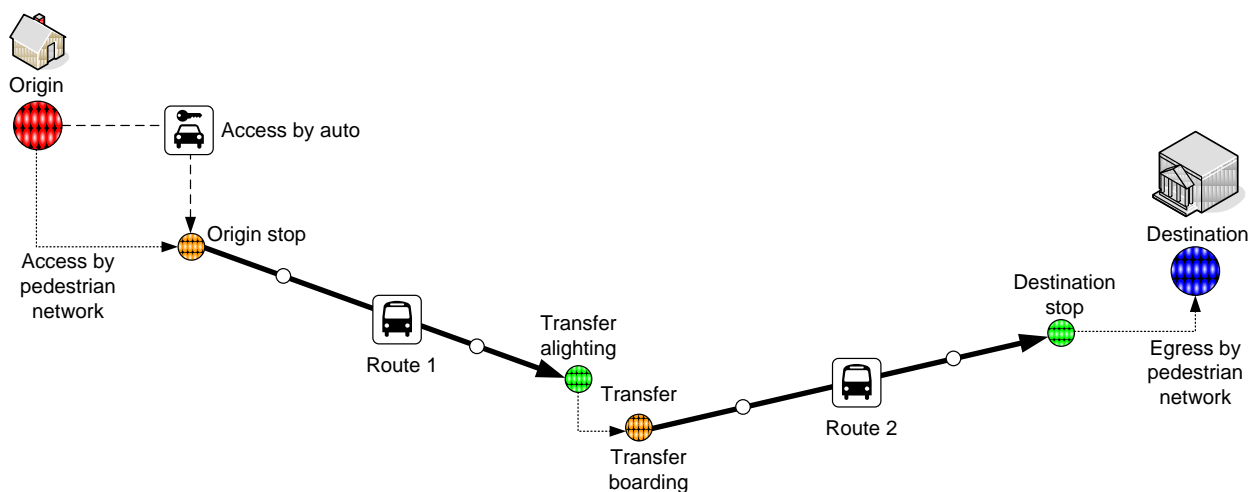 Origin
Access by auto
Origin stop
Access by
pedestrian
network
Route 1
Transfer
alighting
Transfer
Transfer
boarding
Route 2
Destination
stop
Destination
Egress by
pedestrian
network